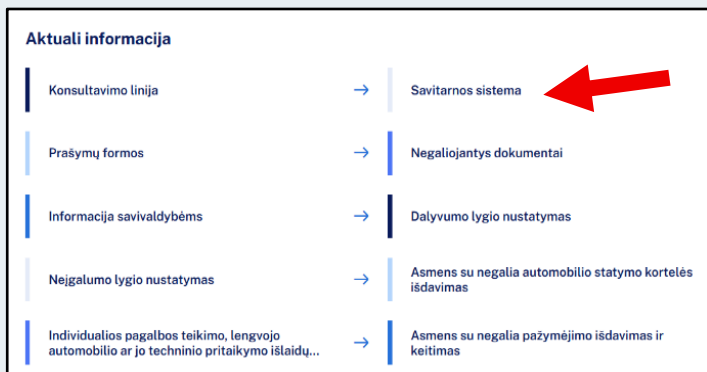 Aktuali informacija
Konsultavimo linija
Savitarnos sistema
Prašymų formos
Negaliojantys dokumentai
Informacija savivaldybėms
Dalyvumo lygio nustatymas
Neįgalumo lygio nustatymas
Asmens su negalia automobilio statymo kortelės
išdavimas
Individualios pagalbos teikimo, lengvojo
automobilio ar jo techninio pritaikymo išlaidų...
Asmens su negalia pažymėjimo išdavimas ir
keitimas